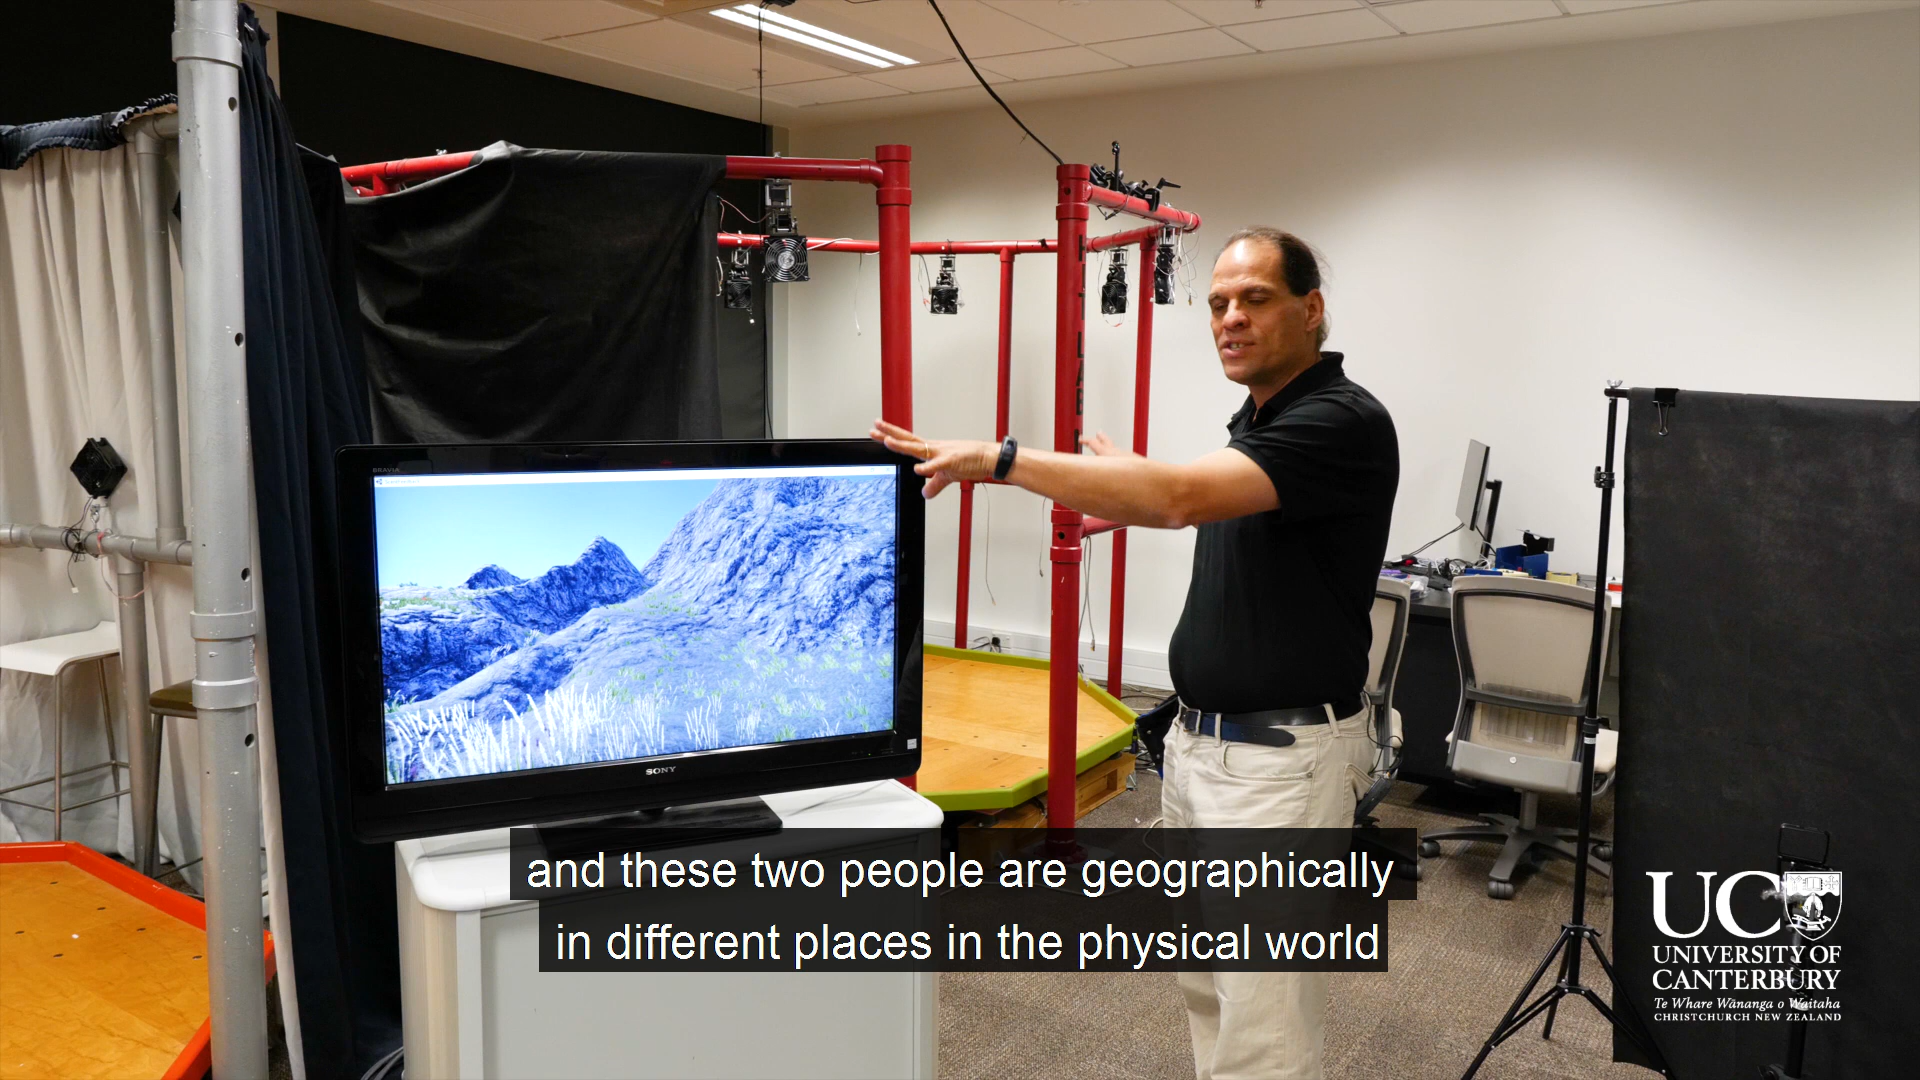 BRAVIA
SONY
and these two people are geographically
in different places in the physical world
UC
UNIVERSITY OF
CANTERBURY
Te Whare Wānanga o Waitaha
CHRISTCHURCH NEW ZEALAND